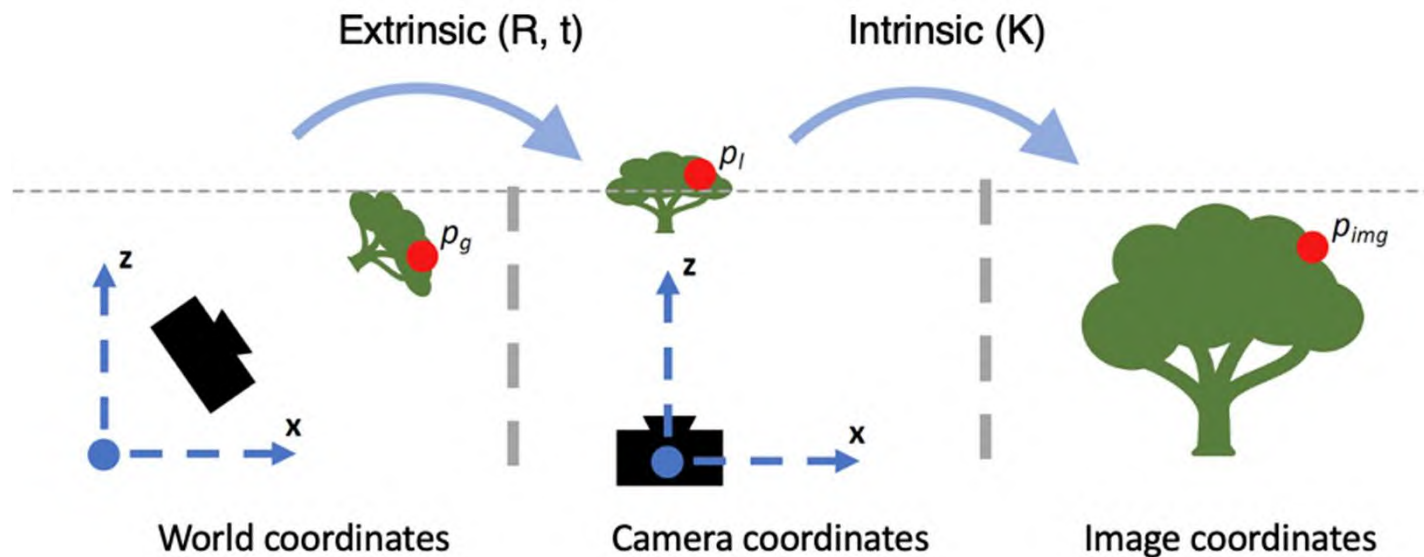 Extrinsic (R, t)
Intrinsic (K)
p_l
p_g
p_img
z
z
x
x
World coordinates
Camera coordinates
Image coordinates